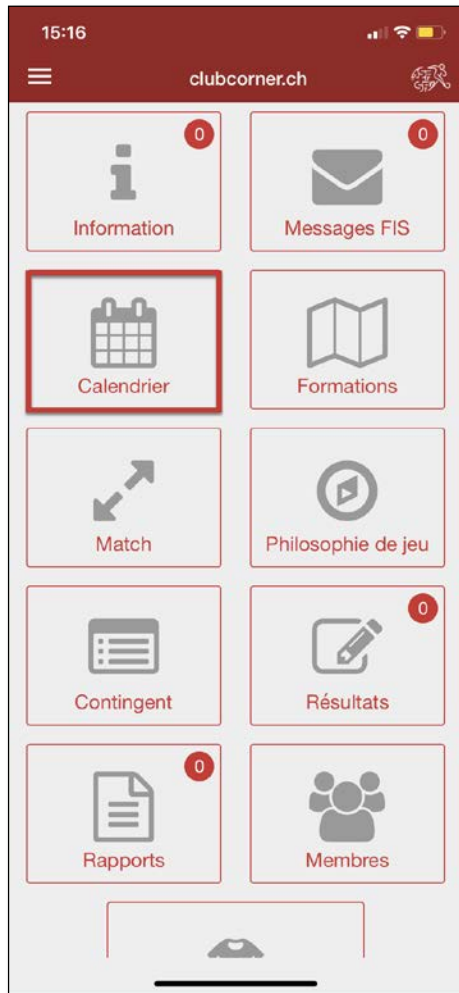 15:16
clubcorner.ch
0
0
Information
Messages FIS
Calendrier
Formations
Match
Philosophie de jeu
0
Contingent
Résultats
0
Rapports
Membres